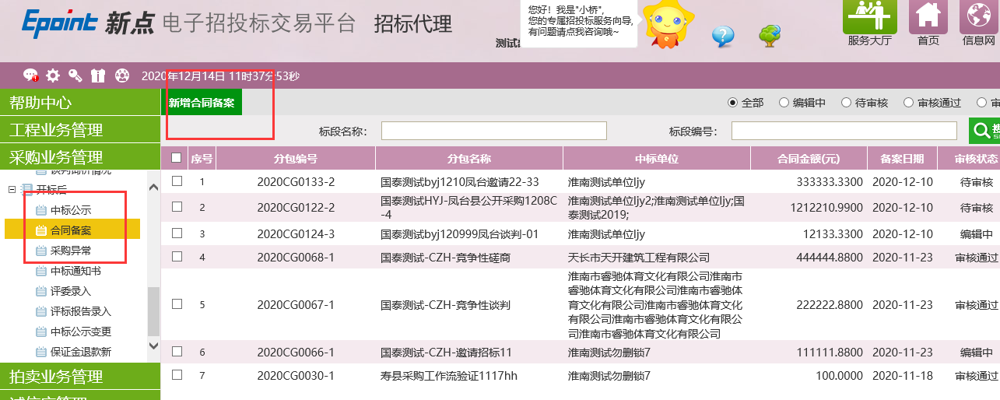 Epoint 新点 电子招投标交易平台 招标代理
您好！我是"小桥"，
您的专属招投标服务向导,
有问题请点我咨询哦~
测试
服务大厅 首页 信息网
2020年12月14日 11时37分53秒
帮助中心
工程业务管理
采购业务管理
谈判询价情况
开标后
中标公示
合同备案
采购异常
中标通知书
评委录入
评标报告录入
中标公示变更
保证金退款新
拍卖业务管理
新增合同备案
全部 编辑中 待审核 审核通过 审
标段名称： 标段编号： 搜
序号 分包编号 分包名称 中标单位 合同金额(元) 备案日期 审核状态
1 2020CG0133-2 国泰测试byj1210凤台邀请22-33 淮南测试单位ljy 333333.3300 2020-12-10 待审核
2 2020CG0122-2 国泰测试HYJ-凤台县公开采购1208C
-4 淮南测试单位ljy2;淮南测试单位ljy;国
泰测试2019; 1212210.9900 2020-12-10 待审核
3 2020CG0124-3 国泰测试byj120999凤台谈判-01 淮南测试单位ljy 12133.3300 2020-12-10 编辑中
4 2020CG0068-1 国泰测试-CZH-竞争性磋商 天长市天开建筑工程有限公司 444444.8800 2020-11-23 审核通过
5 2020CG0067-1 国泰测试-CZH-竞争性谈判 淮南市睿驰体育文化有限公司淮南市
睿驰体育文化有限公司淮南市睿驰体
育文化有限公司淮南市睿驰体育文化
有限公司淮南市睿驰体育文化有限公
司淮南市睿驰体育文化有限公司 222222.8800 2020-11-23 审核通过
6 2020CG0066-1 国泰测试-CZH-邀请招标11 淮南测试勿删锁7 111111.8800 2020-11-23 编辑中
7 2020CG0030-1 寿县采购工作流验证1117hh 淮南测试勿删锁7 100.0000 2020-11-18 审核通过